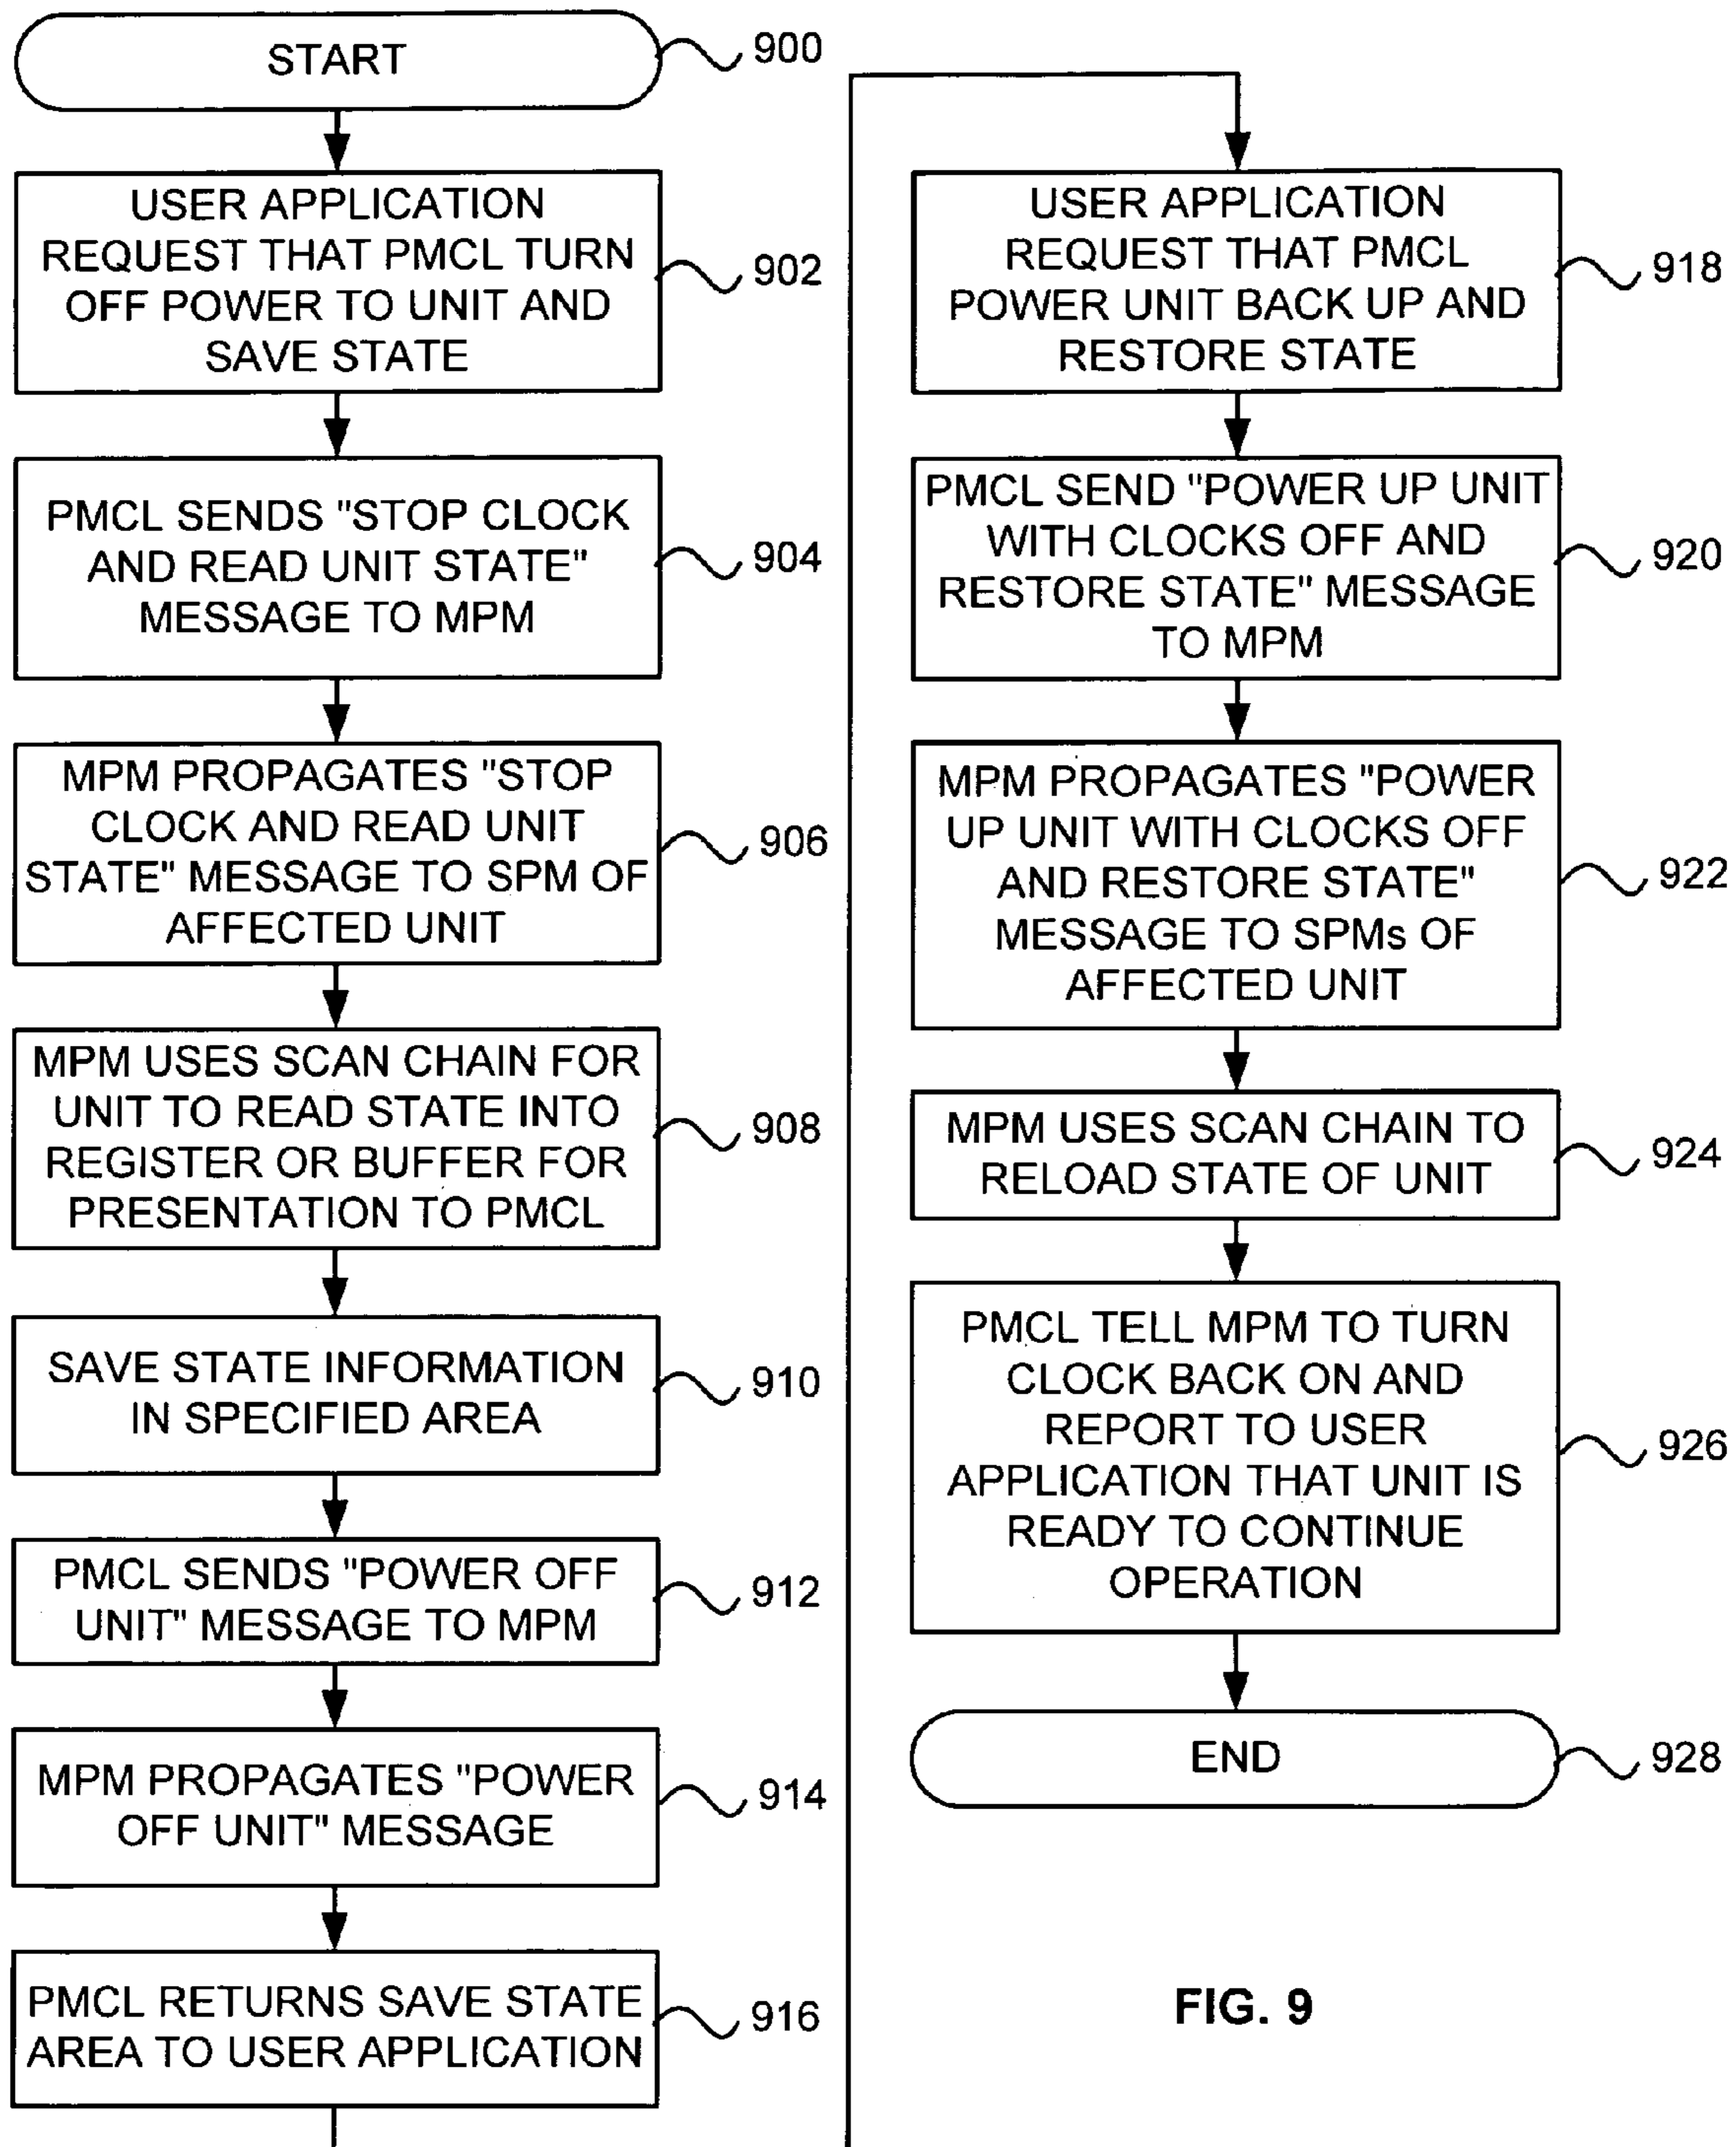 START
900
USER APPLICATION
REQUEST THAT PMCL TURN
OFF POWER TO UNIT AND
SAVE STATE
902
PMCL SENDS "STOP CLOCK
AND READ UNIT STATE"
MESSAGE TO MPM
904
MPM PROPAGATES "STOP
CLOCK AND READ UNIT
STATE" MESSAGE TO SPM OF
AFFECTED UNIT
906
MPM USES SCAN CHAIN FOR
UNIT TO READ STATE INTO
REGISTER OR BUFFER FOR
PRESENTATION TO PMCL
908
SAVE STATE INFORMATION
IN SPECIFIED AREA
910
PMCL SENDS "POWER OFF
UNIT" MESSAGE TO MPM
912
MPM PROPAGATES "POWER
OFF UNIT" MESSAGE
914
PMCL RETURNS SAVE STATE
AREA TO USER APPLICATION
916
USER APPLICATION
REQUEST THAT PMCL
POWER UNIT BACK UP AND
RESTORE STATE
918
PMCL SEND "POWER UP UNIT
WITH CLOCKS OFF AND
RESTORE STATE" MESSAGE
TO MPM
920
MPM PROPAGATES "POWER
UP UNIT WITH CLOCKS OFF
AND RESTORE STATE"
MESSAGE TO SPMs OF
AFFECTED UNIT
922
MPM USES SCAN CHAIN TO
RELOAD STATE OF UNIT
924
PMCL TELL MPM TO TURN
CLOCK BACK ON AND
REPORT TO USER
APPLICATION THAT UNIT IS
READY TO CONTINUE
OPERATION
926
END
928
FIG. 9